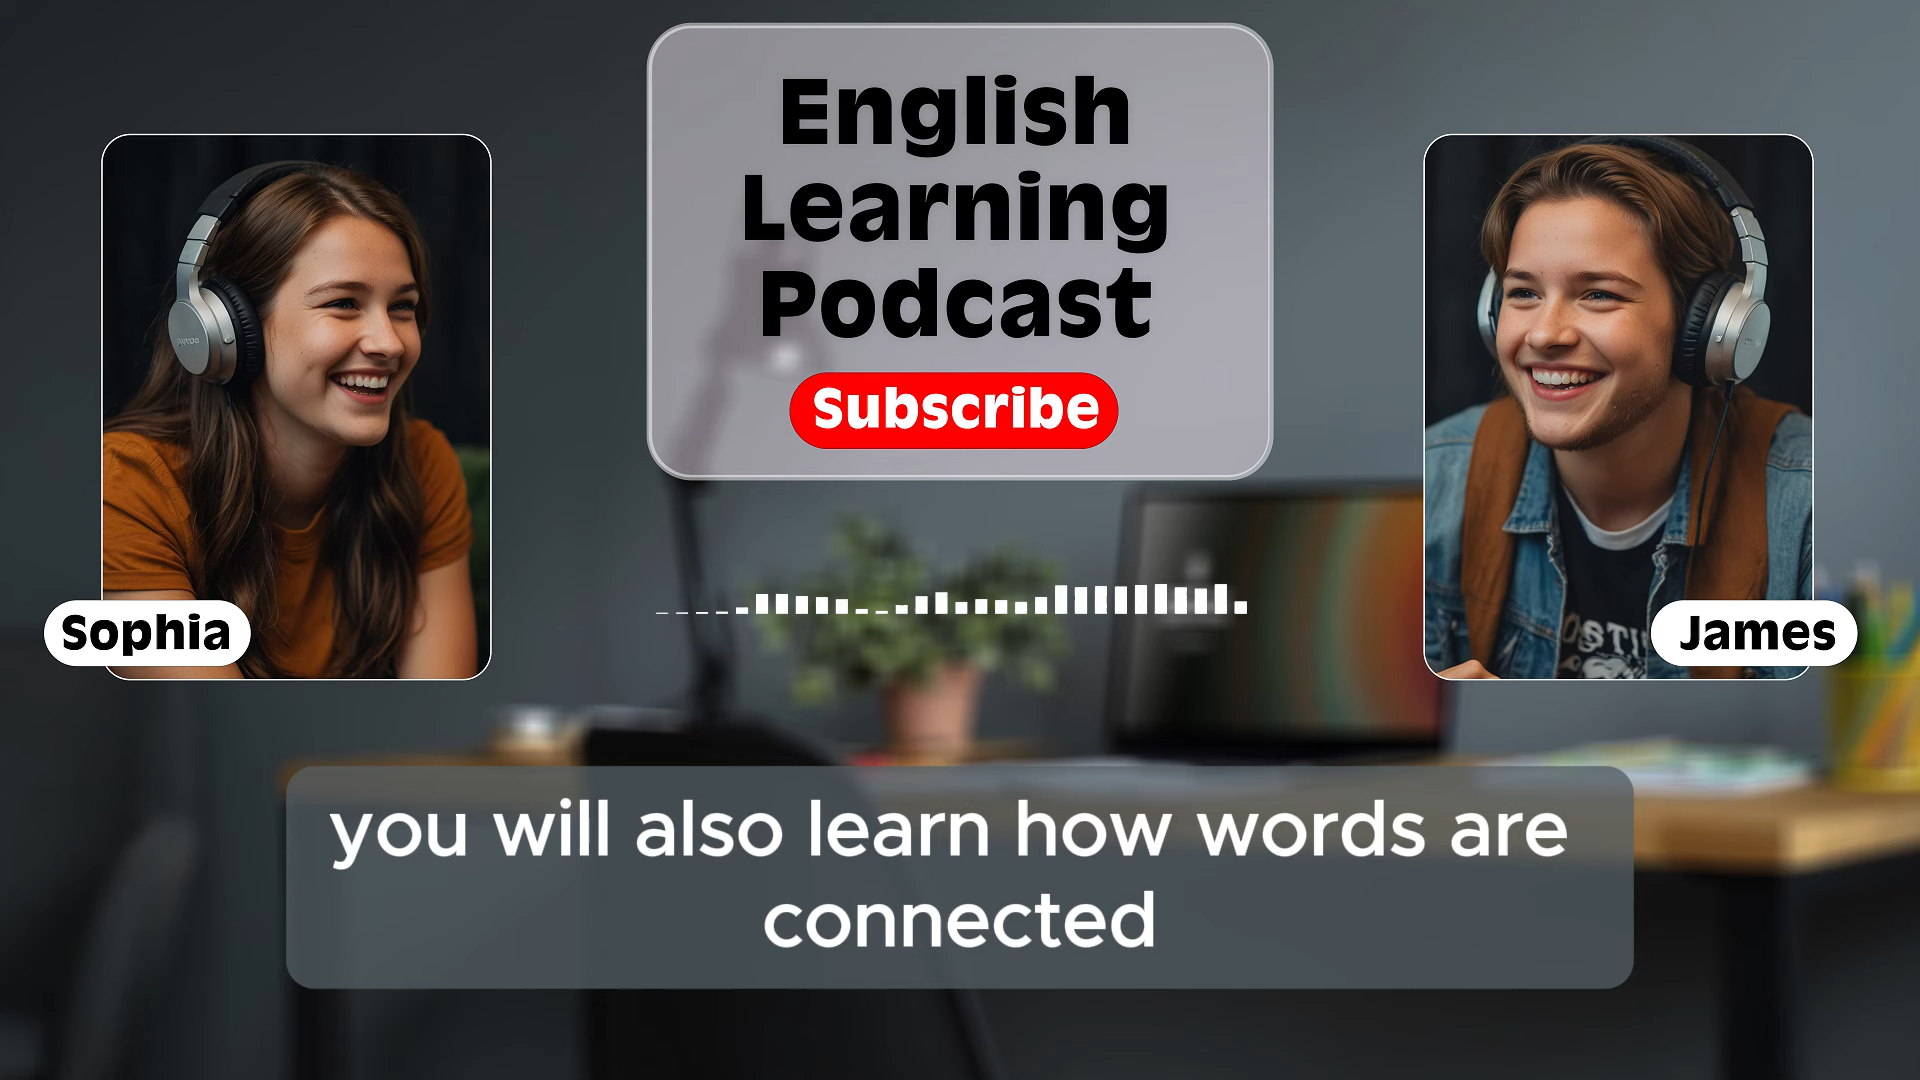 English
Learning
Podcast
Subscribe
Sophia
James
you will also learn how words are
connected